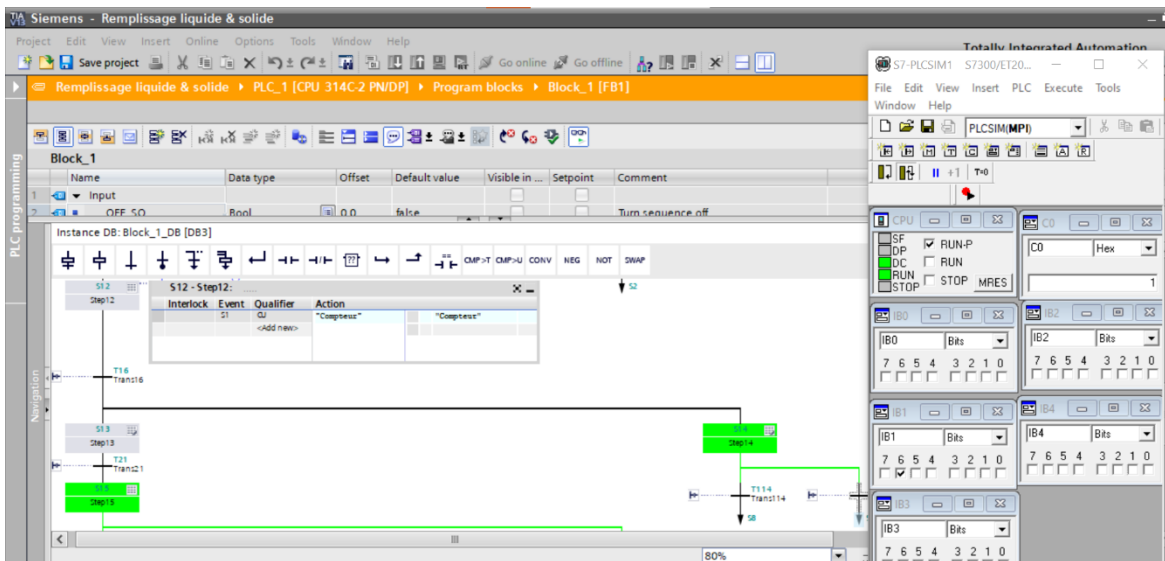 Siemens - Remplissage liquide & solide
Project Edit View Insert Online Options Tools Window Help
Totally Integrated Automation
Save project
Go online
Go offline
Remplissage liquide & solide PLC_1 [CPU 314C-2 PN/DP] Program blocks Block_1 [FB1]
Block_1
Name Data type Offset Default value Visible in ... Setpoint Comment
1 Input
2 OFF_SQ Bool 0.0 false Turn sequence off
Instance DB: Block_1_DB [DB3]
CMP>T CMP>U CONV NEG NOT SWAP
S12
Step12
S12 - Step12:
Interlock Event Qualifier Action
S1 CU "Compteur" "Compteur"
<Add new>
S2
T16
Trans16
S13
Step13
T21
Trans21
S15
Step15
S14
Step14
T114
Trans114
S8
80%
PLC programming
Navigation
S7-PLCSIM1 S7300/ET20...
File Edit View Insert PLC Execute Tools
Window Help
PLCSIM(MPI)
+1 T=0
CPU
SF
DP
DC
RUN
STOP
RUN-P
RUN
STOP MRES
C0
C0 Hex
1
IB0
IB0 Bits
7 6 5 4 3 2 1 0
IB2
IB2 Bits
7 6 5 4 3 2 1 0
IB1
IB1 Bits
7 6 5 4 3 2 1 0
IB4
IB4 Bits
7 6 5 4 3 2 1 0
IB3
IB3 Bits
7 6 5 4 3 2 1 0